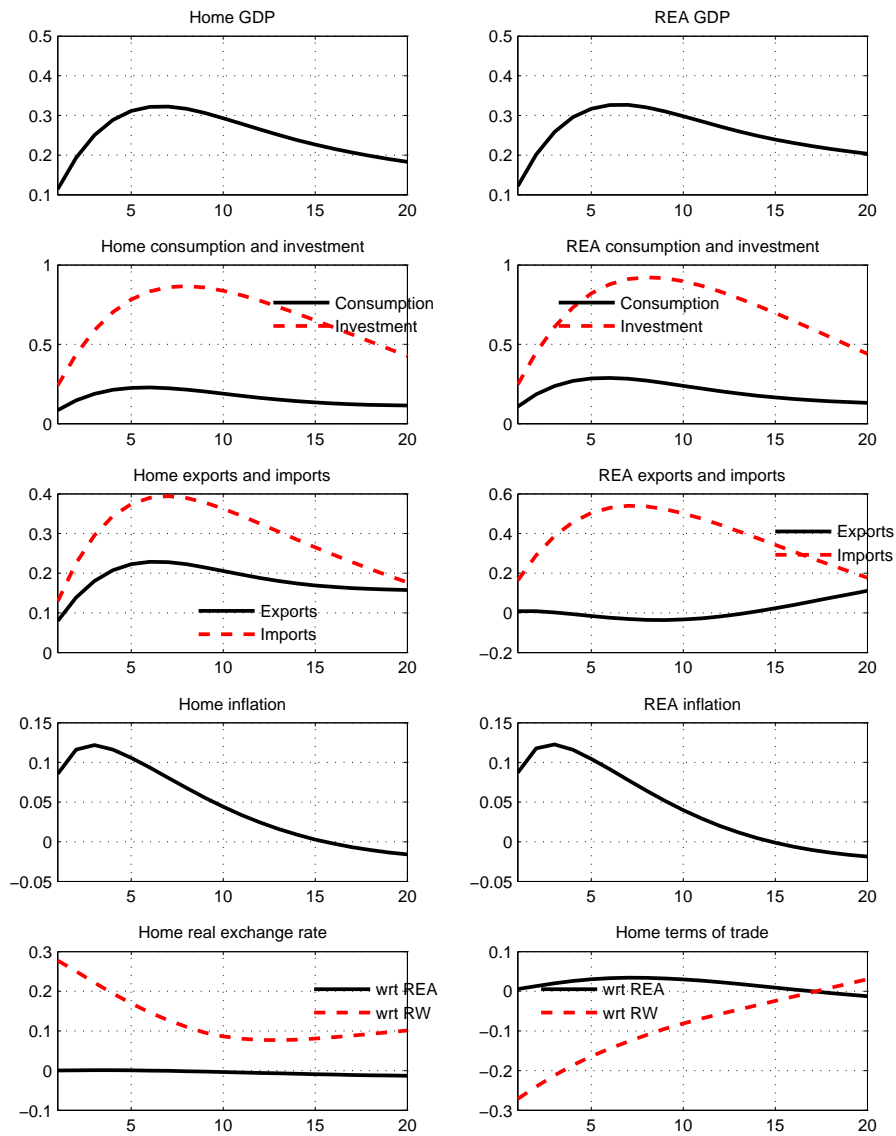 Home GDP
0.5
0.4
0.3
0.2
0.1
5 10 15 20
REA GDP
0.5
0.4
0.3
0.2
0.1
5 10 15 20
Home consumption and investment
1
0.5
0
5 10 15 20
Consumption
Investment
REA consumption and investment
1
0.5
0
5 10 15 20
Consumption
Investment
Home exports and imports
0.4
0.3
0.2
0.1
0
5 10 15 20
Exports
Imports
REA exports and imports
0.6
0.4
0.2
0
−0.2
5 10 15 20
Exports
Imports
Home inflation
0.15
0.1
0.05
0
−0.05
5 10 15 20
REA inflation
0.15
0.1
0.05
0
−0.05
5 10 15 20
Home real exchange rate
0.3
0.2
0.1
0
−0.1
5 10 15 20
wrt REA
wrt RW
Home terms of trade
0.1
0
−0.1
−0.2
−0.3
5 10 15 20
wrt REA
wrt RW